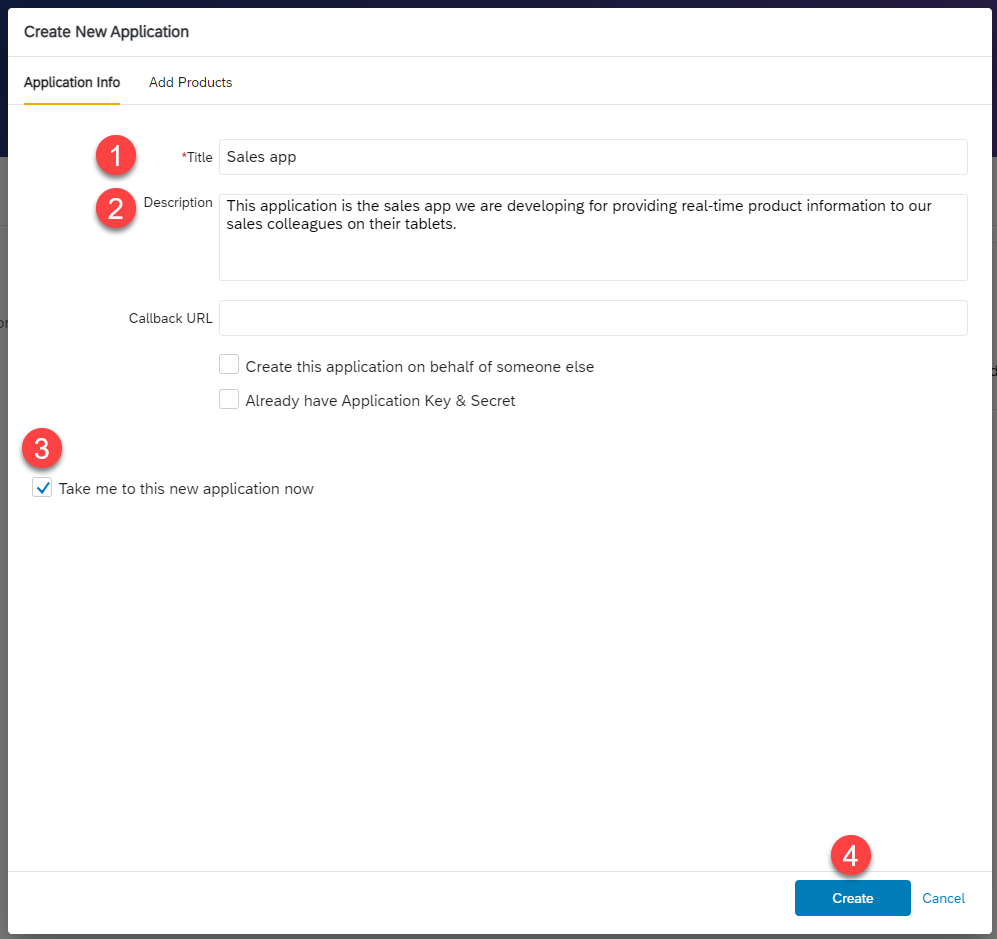 Create New Application
Application Info Add Products
1 *Title Sales app
2 Description This application is the sales app we are developing for providing real-time product information to our
sales colleagues on their tablets.
Callback URL
Create this application on behalf of someone else
Already have Application Key & Secret
3
Take me to this new application now
4
Create Cancel